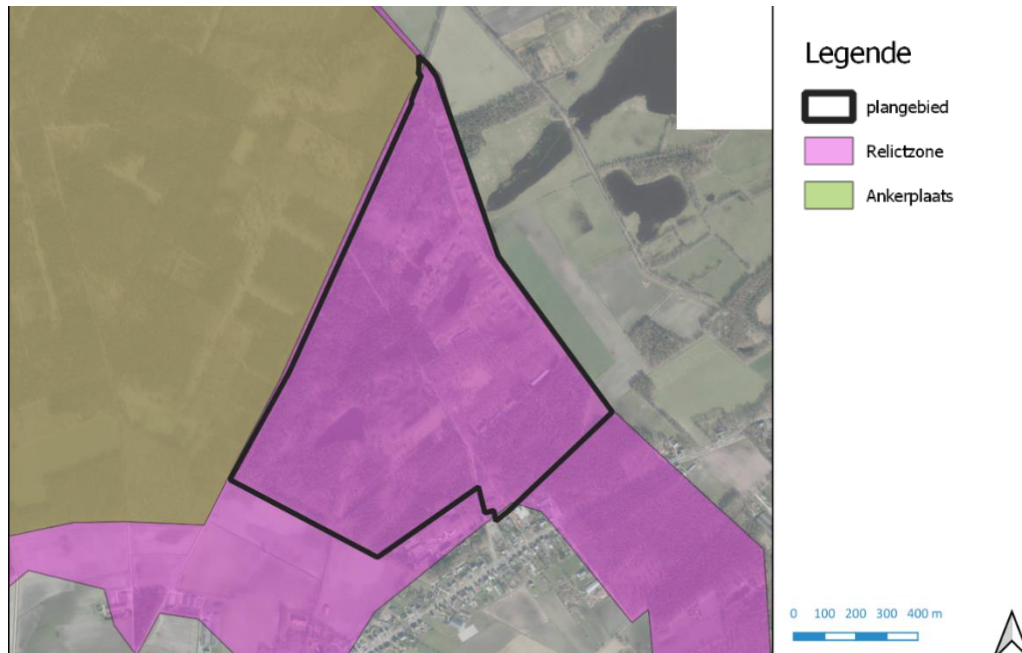 Legende
plangebied
Relictzone
Ankerplaats
0 100 200 300 400 m